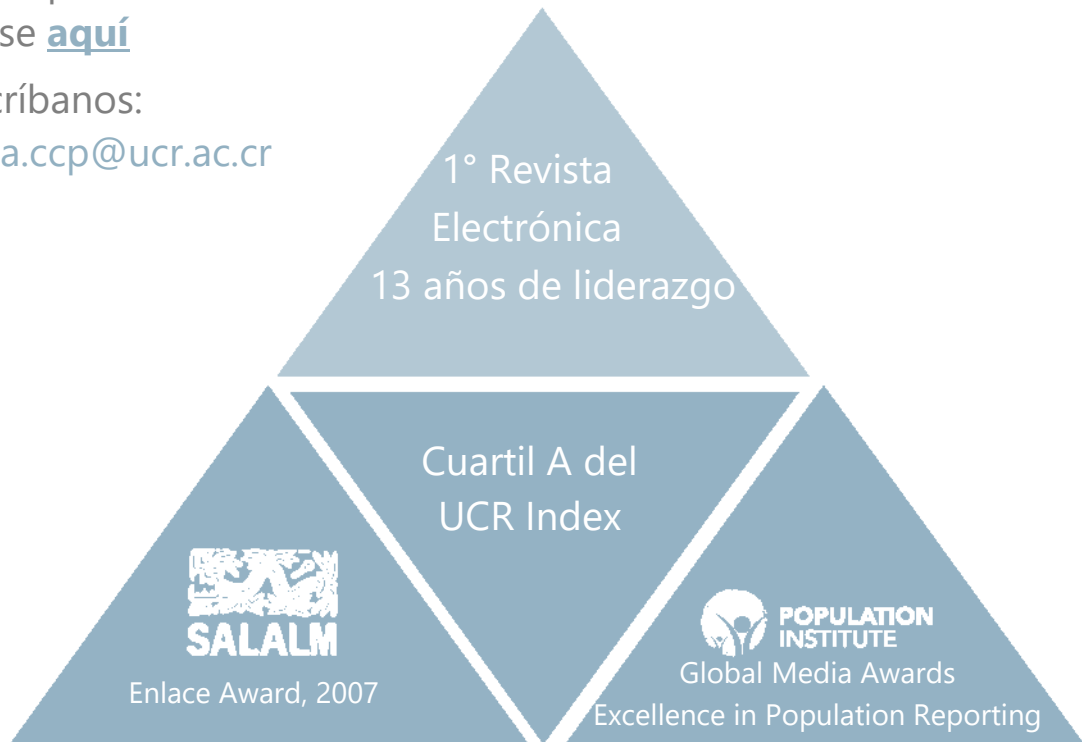 se aquí
críbanos:
a.ccp@ucr.ac.cr
1° Revista
Electrónica
13 años de liderazgo
Cuartil A del
UCR Index
SALALM
Enlace Award, 2007
POPULATION
INSTITUTE
Global Media Awards
Excellence in Population Reporting